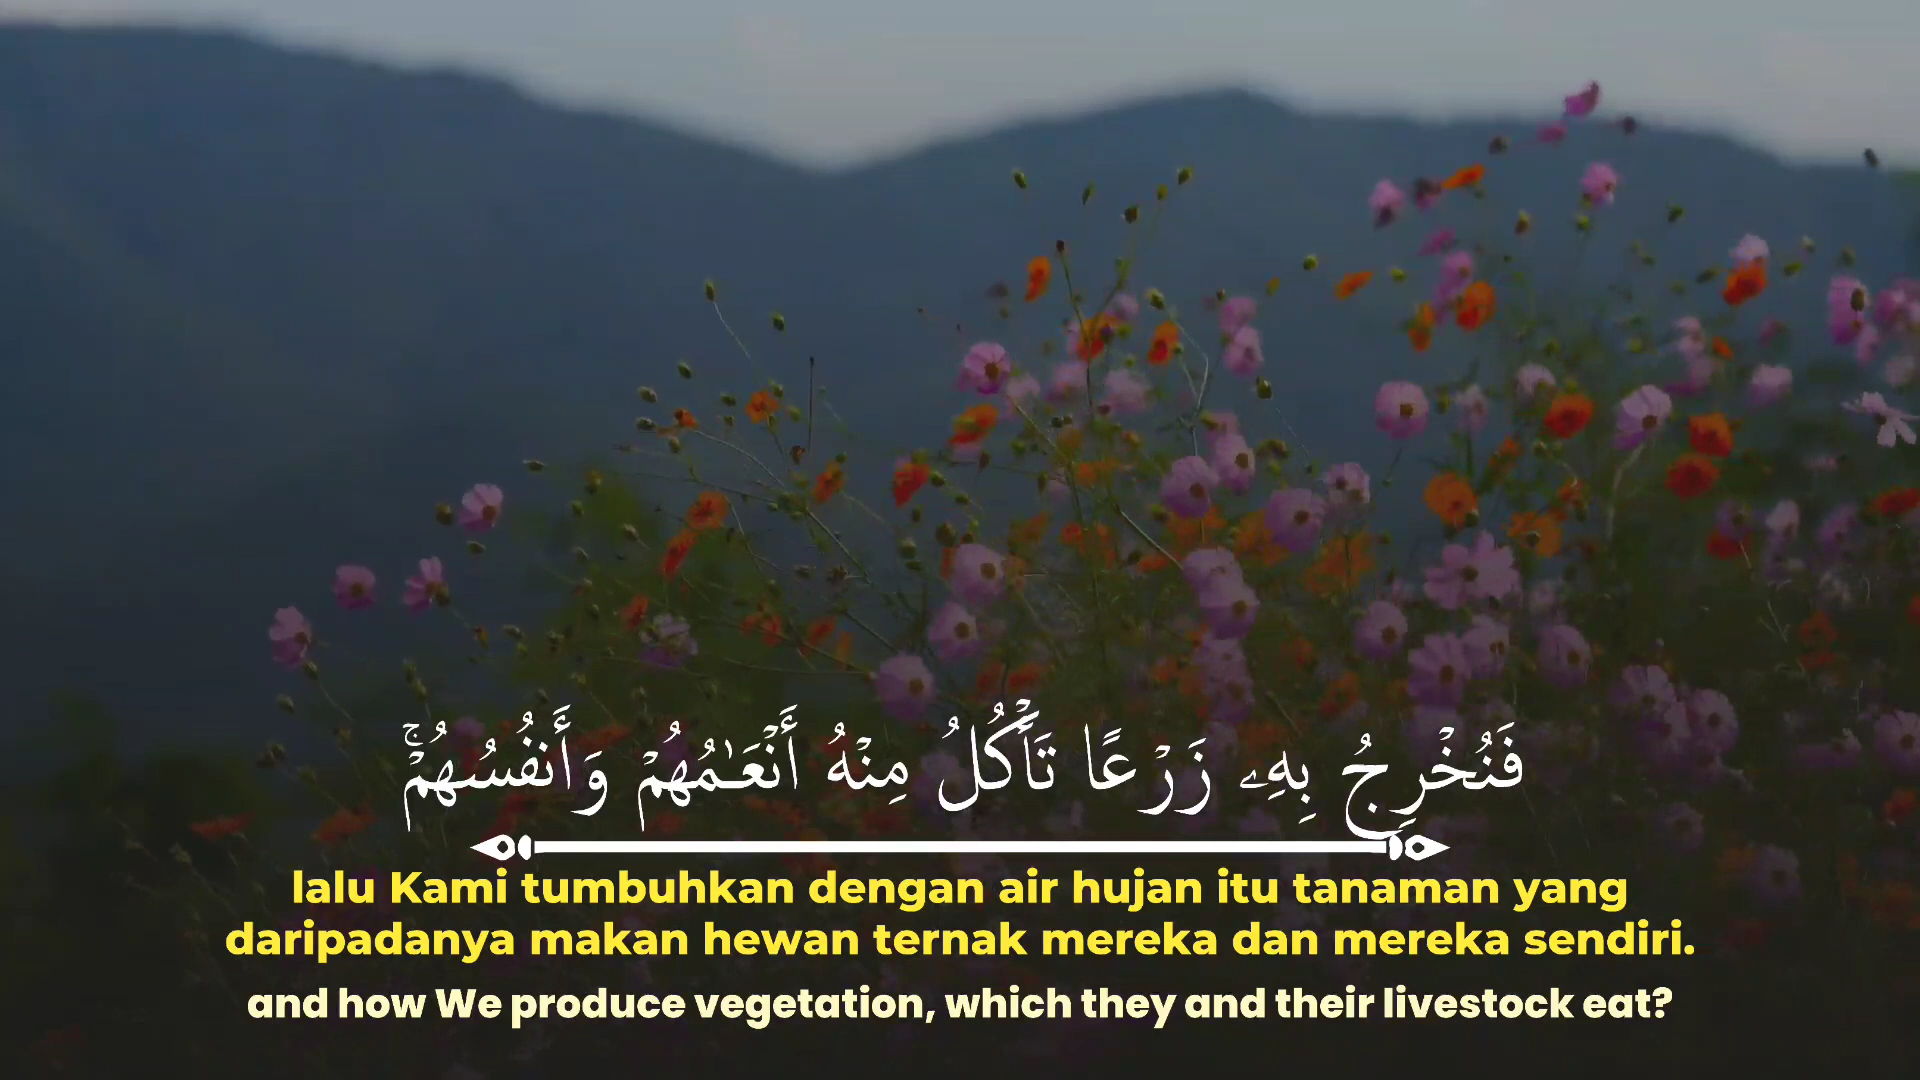 فَنُخْرِجُ بِهِۦ زَرْعًا تَأْكُلُ مِنْهُ أَنْعَـٰمُهُمْ وَأَنفُسُهُمْ ۚ
lalu Kami tumbuhkan dengan air hujan itu tanaman yang
daripadanya makan hewan ternak mereka dan mereka sendiri.
and how We produce vegetation, which they and their livestock eat?